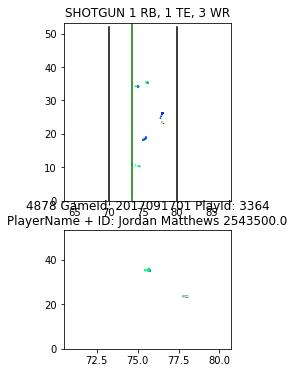 SHOTGUN 1 RB, 1 TE, 3 WR
50
40
30
20
10
0
65 70 75 80 85
4878 GameId: 2017091701 PlayId: 3364
PlayerName + ID: Jordan Matthews 2543500.0
40
20
0
72.5 75.0 77.5 80.0